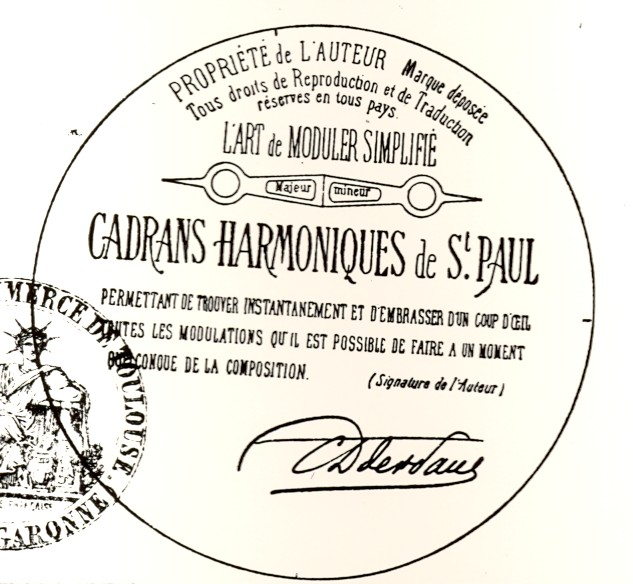 PROPRIÉTÉ de L'AUTEUR Marque déposée
Tous droits de Reproduction et de Traduction
réservés en tous pays.
L'ART de MODULER SIMPLIFIÉ
Majeur mineur
CADRANS HARMONIQUES de St. PAUL
PERMETTANT DE TROUVER INSTANTANEMENT ET D'EMBRASSER D'UN COUP D'ŒIL
TOUTES LES MODULATIONS QU'IL EST POSSIBLE DE FAIRE A UN MOMENT
QUELCONQUE DE LA COMPOSITION.
(Signature de l'Auteur)
MERCE DE TOULOUSE
GARONNE